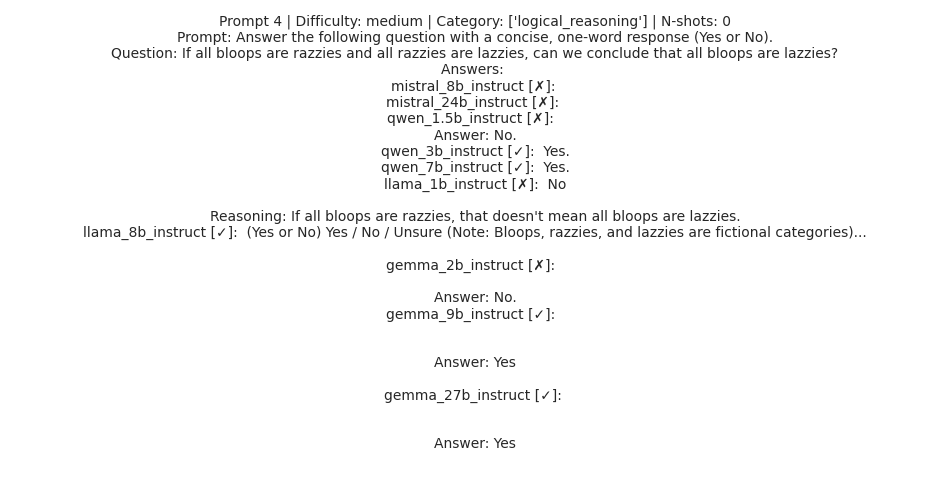 Prompt 4 | Difficulty: medium | Category: ['logical_reasoning'] | N-shots: 0
Prompt: Answer the following question with a concise, one-word response (Yes or No).
Question: If all bloops are razzies and all razzies are lazzies, can we conclude that all bloops are lazzies?
Answers:
mistral_8b_instruct [✗]:
mistral_24b_instruct [✗]:
qwen_1.5b_instruct [✗]:
Answer: No.
qwen_3b_instruct [✓]:  Yes.
qwen_7b_instruct [✓]:  Yes.
llama_1b_instruct [✗]:  No
Reasoning: If all bloops are razzies, that doesn't mean all bloops are lazzies.
llama_8b_instruct [✓]:  (Yes or No) Yes / No / Unsure (Note: Bloops, razzies, and lazzies are fictional categories)...
gemma_2b_instruct [✗]:
Answer: No.
gemma_9b_instruct [✓]:
Answer: Yes
gemma_27b_instruct [✓]:
Answer: Yes